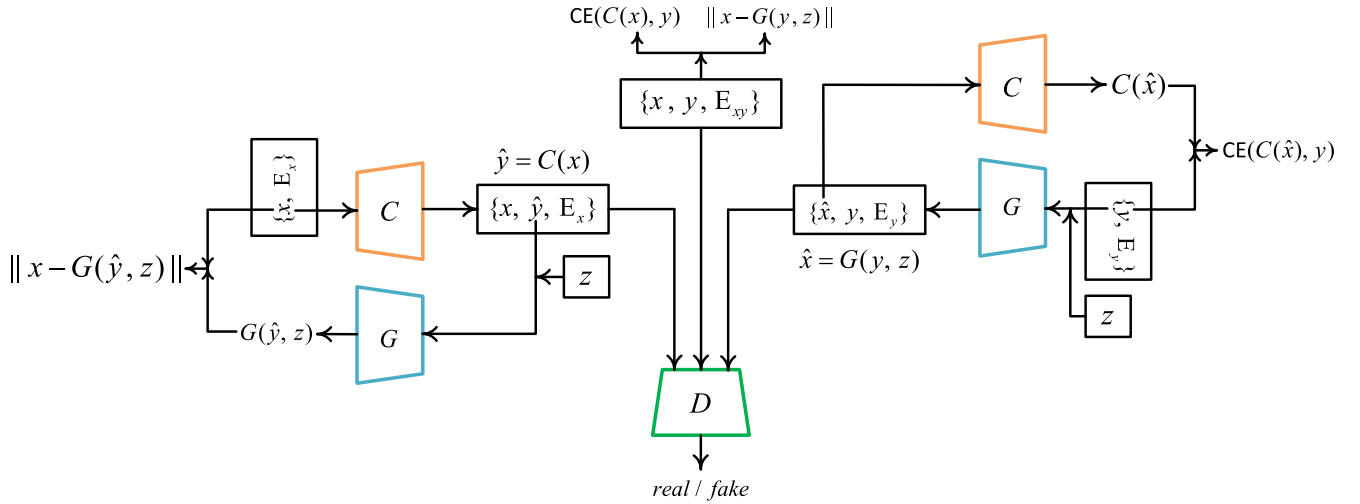 CE(C(x), y)
‖ x − G(y, z) ‖
{x, y, E_xy}
C
C(x̂)
CE(C(x̂), y)
{x, E_x}
C
ŷ = C(x)
{x, ŷ, E_x}
{x̂, y, E_y}
G
{y, E_y}
x̂ = G(y, z)
‖ x − G(ŷ, z) ‖
z
z
G(ŷ, z)
G
D
real / fake